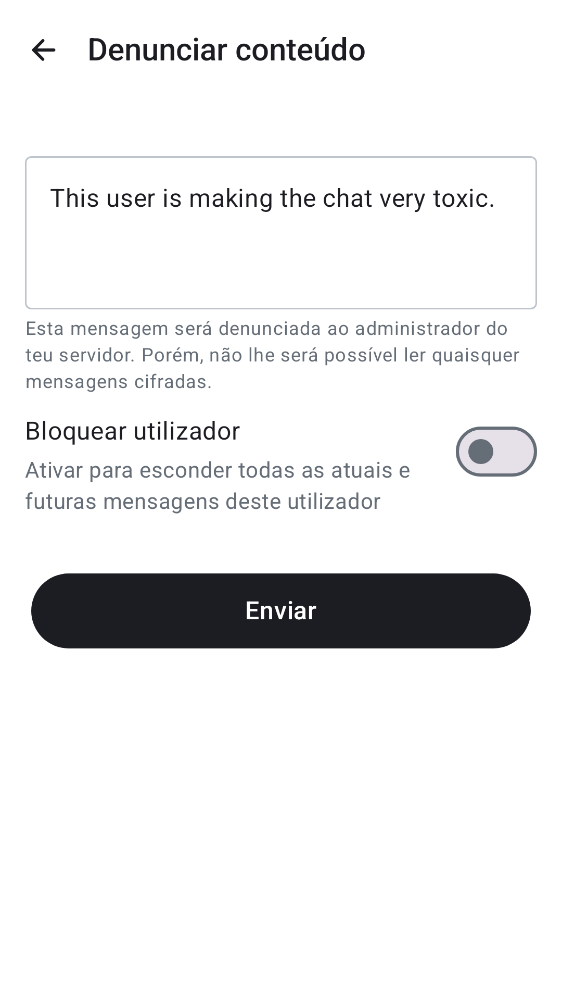 Denunciar conteúdo
This user is making the chat very toxic.
Esta mensagem será denunciada ao administrador do
teu servidor. Porém, não lhe será possível ler quaisquer
mensagens cifradas.
Bloquear utilizador
Ativar para esconder todas as atuais e
futuras mensagens deste utilizador
Enviar